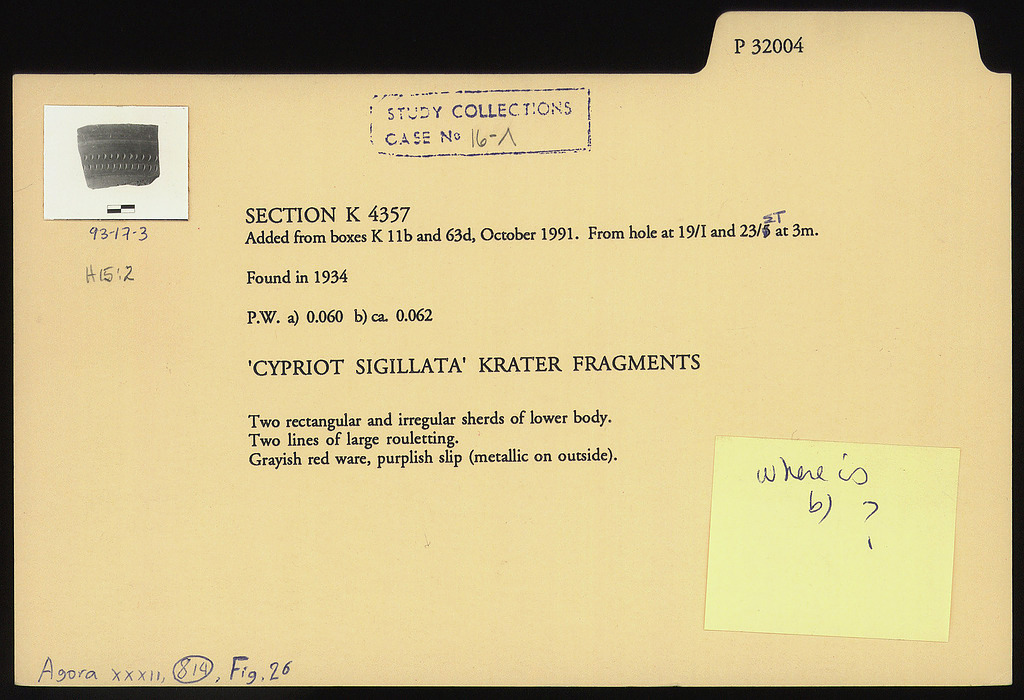 P 32004
STUDY COLLECTIONS
CASE No 16-Λ
93-17-3
H15:2
SECTION K 4357
ΣΤ
Added from boxes K 11b and 63d, October 1991. From hole at 19/I and 23/ at 3m.
Found in 1934
P.W. a) 0.060 b) ca. 0.062
'CYPRIOT SIGILLATA' KRATER FRAGMENTS
Two rectangular and irregular sherds of lower body.
Two lines of large rouletting.
Grayish red ware, purplish slip (metallic on outside).
where is
b) ?
Agora XXXII, 814, Fig. 26